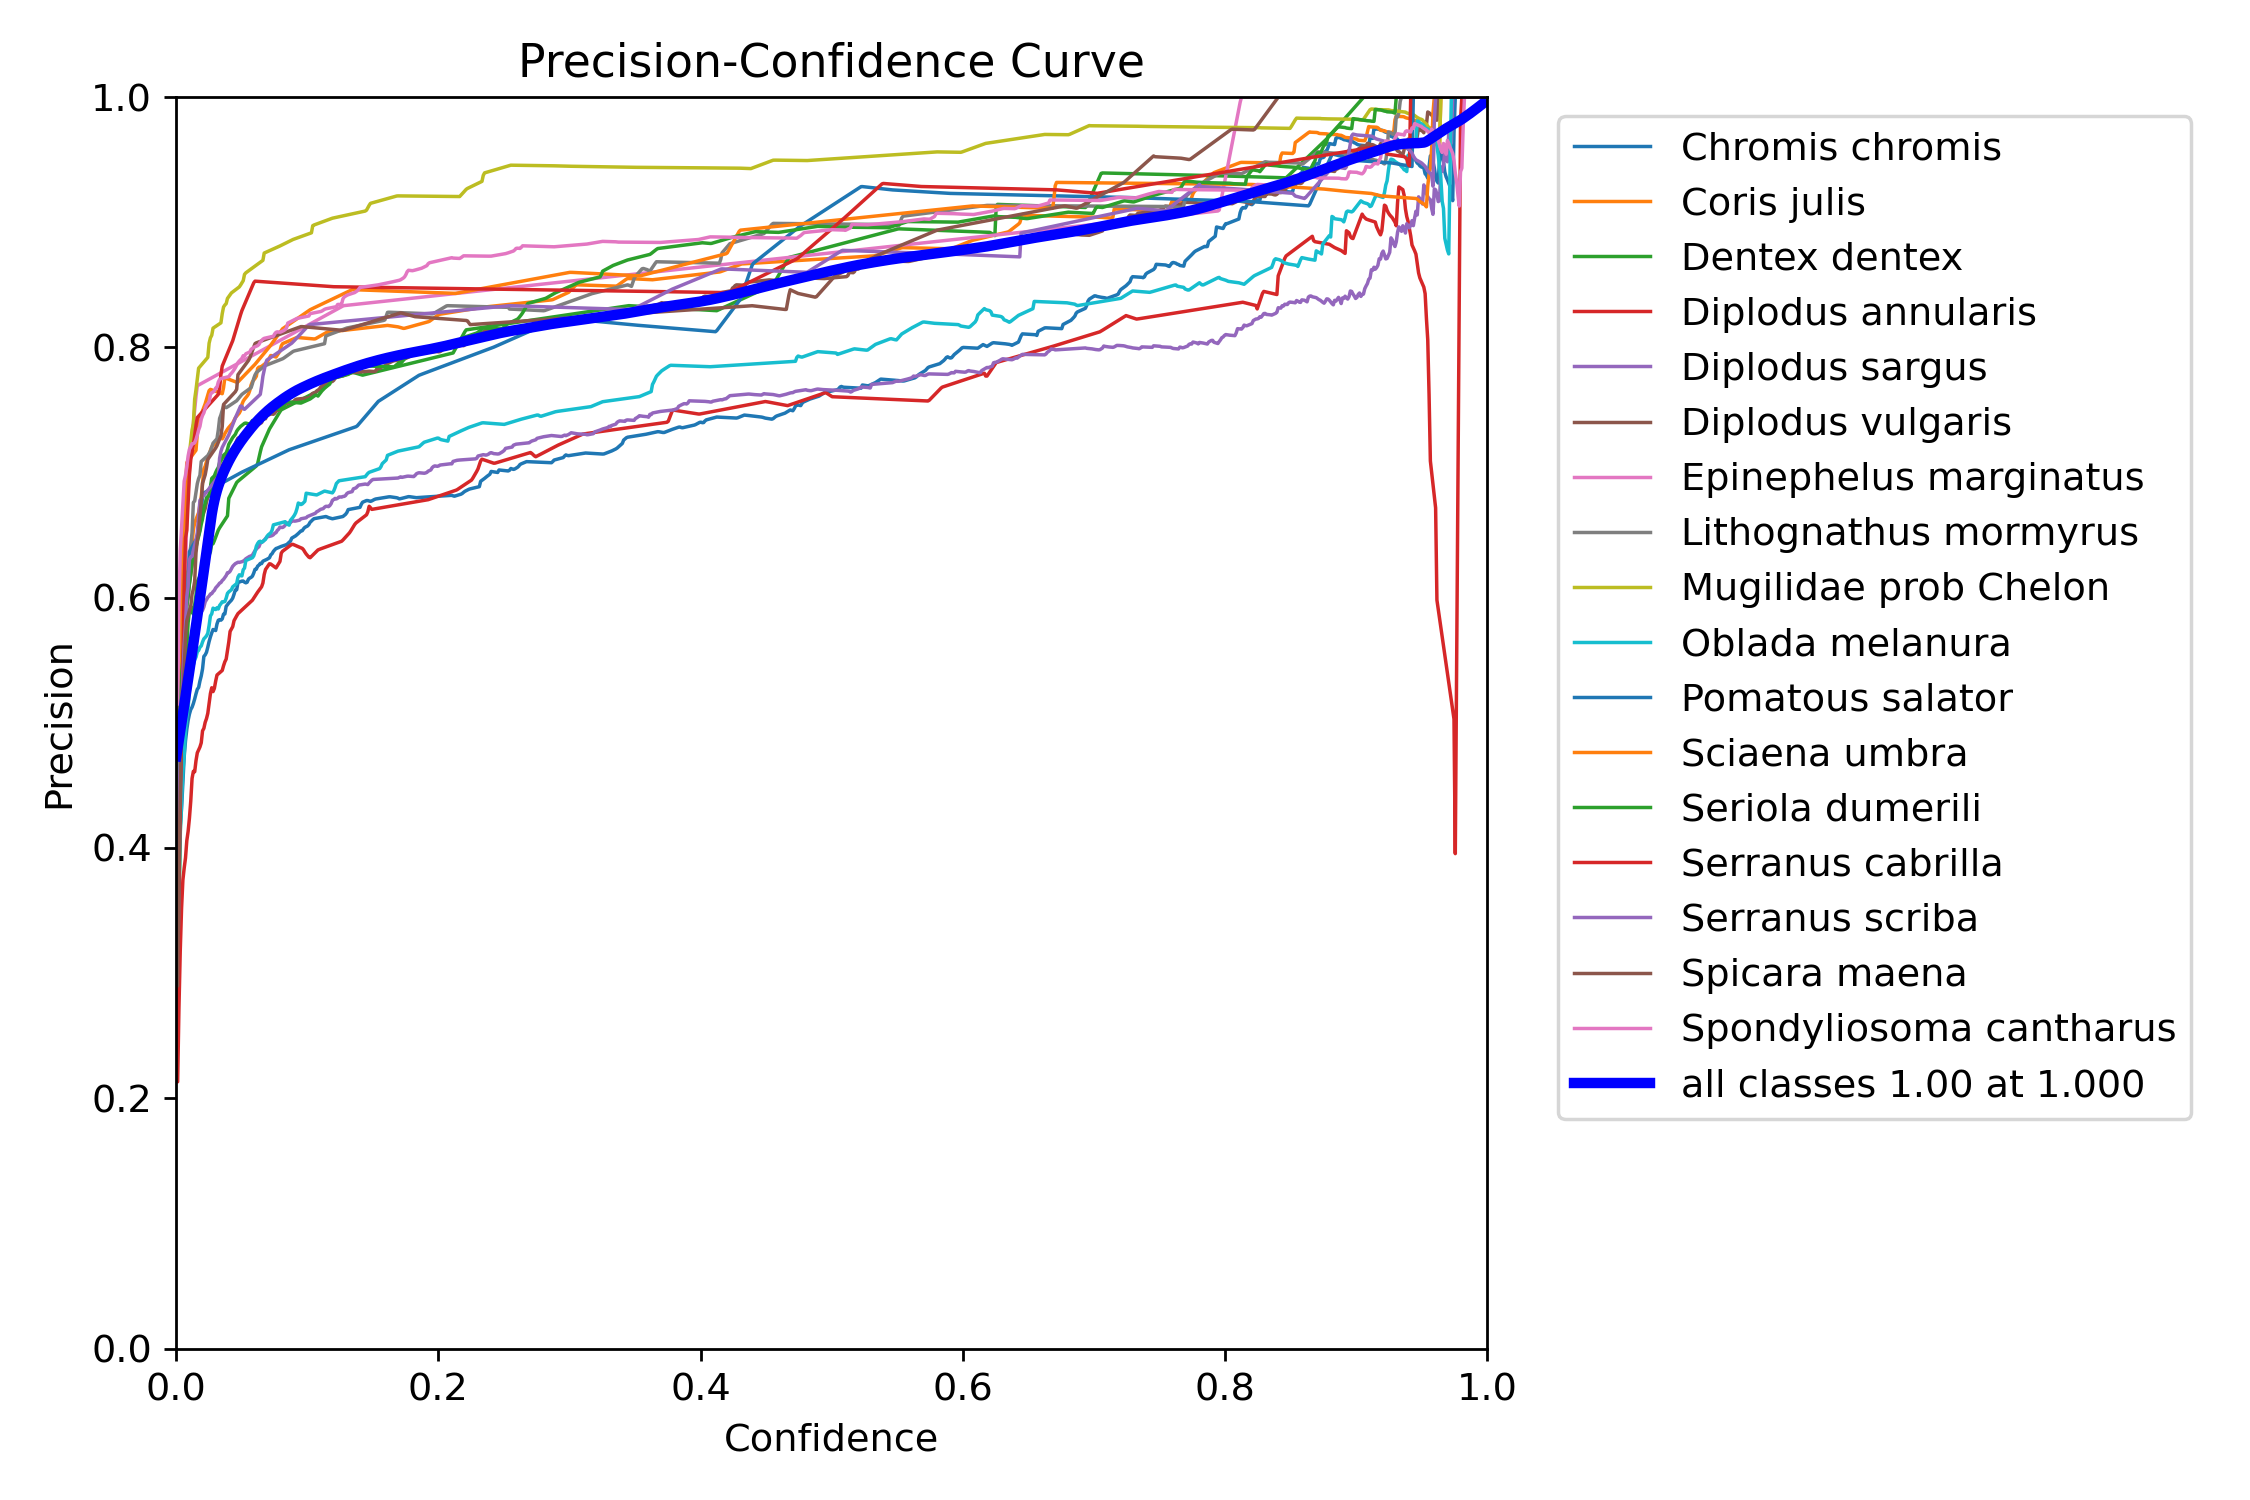 Precision-Confidence Curve
1.0
0.8
0.6
0.4
0.2
0.0
Precision
0.0 0.2 0.4 0.6 0.8 1.0
Confidence
Chromis chromis
Coris julis
Dentex dentex
Diplodus annularis
Diplodus sargus
Diplodus vulgaris
Epinephelus marginatus
Lithognathus mormyrus
Mugilidae prob Chelon
Oblada melanura
Pomatous salator
Sciaena umbra
Seriola dumerili
Serranus cabrilla
Serranus scriba
Spicara maena
Spondyliosoma cantharus
all classes 1.00 at 1.000